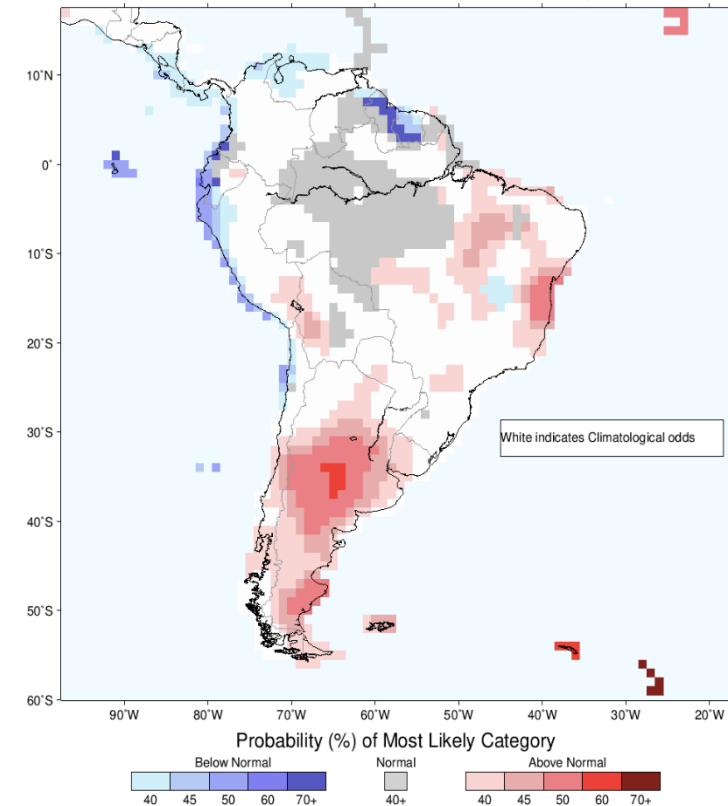 10°N
0°
10°S
20°S
30°S
White indicates Climatological odds
40°S
50°S
60°S
90°W 80°W 70°W 60°W 50°W 40°W 30°W 20°W
Probability (%) of Most Likely Category
Below Normal Normal Above Normal
40 45 50 60 70+ 40+ 40 45 50 60 70+